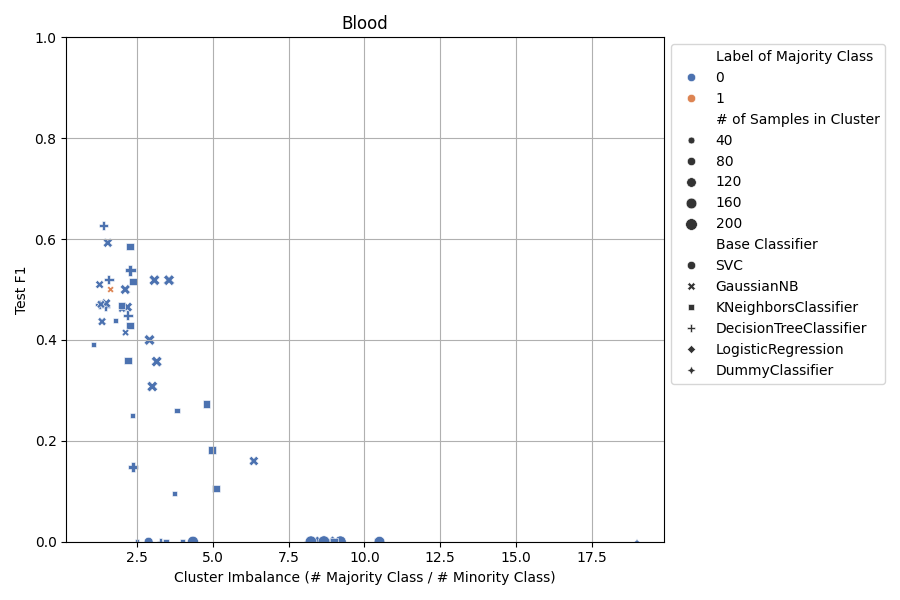 Blood
1.0
0.8
0.6
0.4
0.2
0.0
Test F1
2.5 5.0 7.5 10.0 12.5 15.0 17.5
Cluster Imbalance (# Majority Class / # Minority Class)
Label of Majority Class
0
1
# of Samples in Cluster
40
80
120
160
200
Base Classifier
SVC
GaussianNB
KNeighborsClassifier
DecisionTreeClassifier
LogisticRegression
DummyClassifier